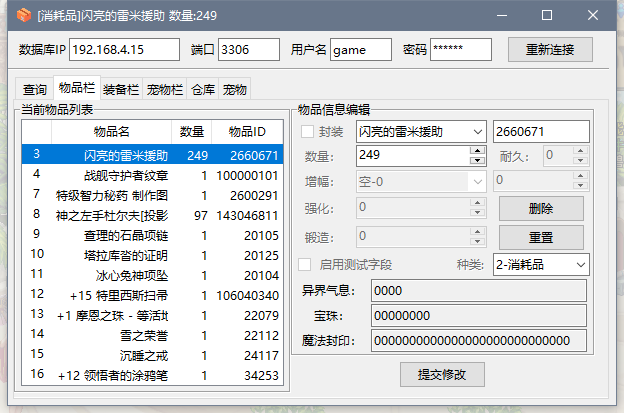 [消耗品]闪亮的雷米援助 数量:249
数据库IP 192.168.4.15 端口 3306 用户名 game 密码 ****** 重新连接
查询 物品栏 装备栏 宠物栏 仓库 宠物
当前物品列表
物品名 数量 物品ID
3 闪亮的雷米援助 249 2660671
4 战舰守护者纹章 1 100000101
7 特级智力秘药 制作图 1 2600291
8 神之左手杜尔夫[投影 97 143046811
9 查理的石晶项链 1 20105
10 塔拉库沓的证明 1 20125
11 冰心兔神项坠 1 20104
12 +15 特里西斯扫帚 1 106040340
13 +1 摩恩之珠 - 等活地 1 22079
14 雪之荣誉 1 22112
15 沉睡之戒 1 24117
16 +12 领悟者的涂鸦笔 1 34253
物品信息编辑
封装 闪亮的雷米援助 2660671
数量: 249 耐久: 0
增幅: 空-0 0
强化: 0 删除
锻造: 0 重置
启用测试字段 种类: 2-消耗品
异界气息: 0000
宝珠: 00000000
魔法封印: 0000000000000000000000000000
提交修改